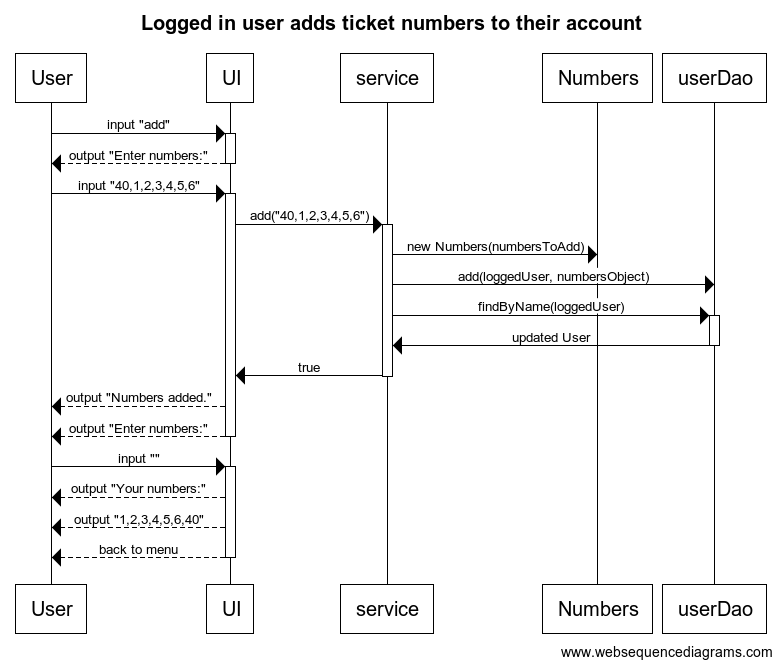 Logged in user adds ticket numbers to their account
User UI service Numbers userDao
input "add"
output "Enter numbers:"
input "40,1,2,3,4,5,6"
add("40,1,2,3,4,5,6")
new Numbers(numbersToAdd)
add(loggedUser, numbersObject)
findByName(loggedUser)
updated User
true
output "Numbers added."
output "Enter numbers:"
input ""
output "Your numbers:"
output "1,2,3,4,5,6,40"
back to menu
User UI service Numbers userDao
www.websequencediagrams.com